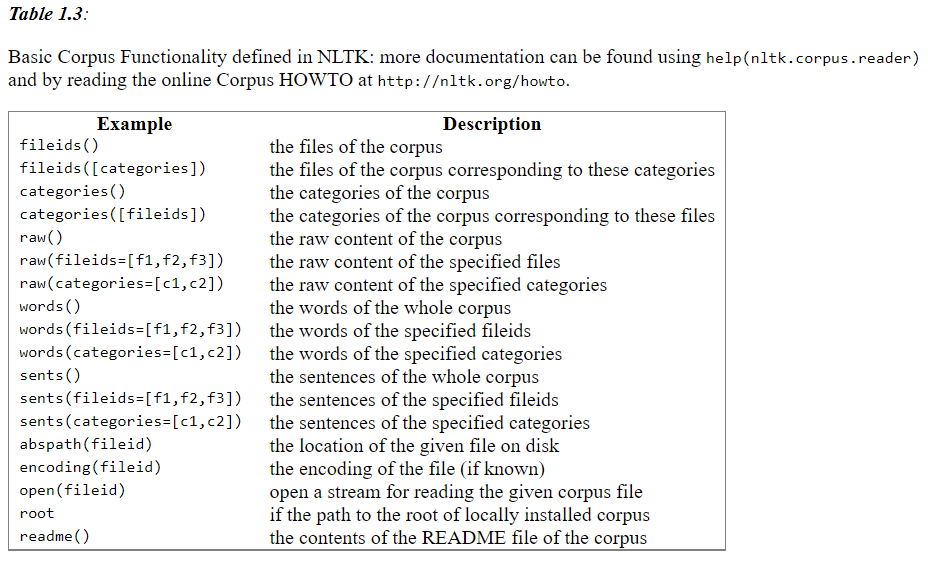 Table 1.3:
Basic Corpus Functionality defined in NLTK: more documentation can be found using help(nltk.corpus.reader)
and by reading the online Corpus HOWTO at http://nltk.org/howto.
Example Description
fileids() the files of the corpus
fileids([categories]) the files of the corpus corresponding to these categories
categories() the categories of the corpus
categories([fileids]) the categories of the corpus corresponding to these files
raw() the raw content of the corpus
raw(fileids=[f1,f2,f3]) the raw content of the specified files
raw(categories=[c1,c2]) the raw content of the specified categories
words() the words of the whole corpus
words(fileids=[f1,f2,f3]) the words of the specified fileids
words(categories=[c1,c2]) the words of the specified categories
sents() the sentences of the whole corpus
sents(fileids=[f1,f2,f3]) the sentences of the specified fileids
sents(categories=[c1,c2]) the sentences of the specified categories
abspath(fileid) the location of the given file on disk
encoding(fileid) the encoding of the file (if known)
open(fileid) open a stream for reading the given corpus file
root if the path to the root of locally installed corpus
readme() the contents of the README file of the corpus